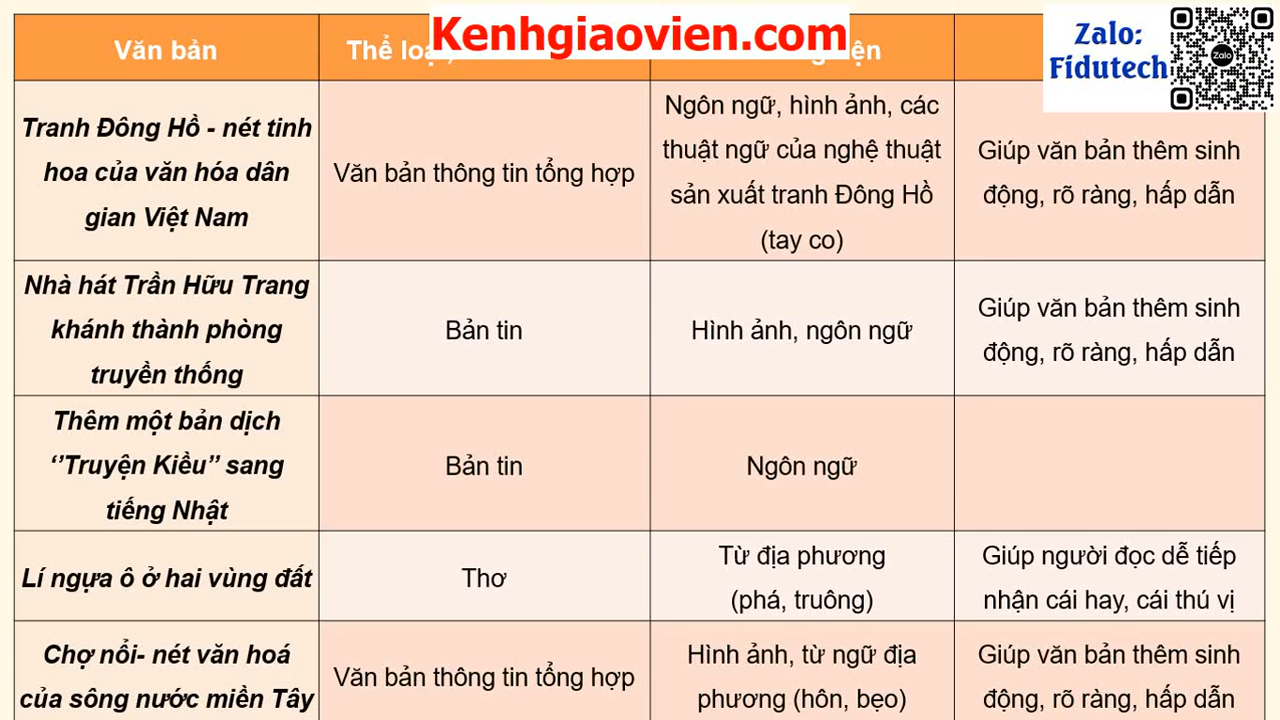 Kenhgiaovien.com
Zalo:
Fidutech
Zalo
Văn bản
Thể loại,
Tranh Đông Hồ - nét tinh
hoa của văn hóa dân
gian Việt Nam
Văn bản thông tin tổng hợp
Ngôn ngữ, hình ảnh, các
thuật ngữ của nghệ thuật
sản xuất tranh Đông Hồ
(tay co)
Giúp văn bản thêm sinh
động, rõ ràng, hấp dẫn
Nhà hát Trần Hữu Trang
khánh thành phòng
truyền thống
Bản tin
Hình ảnh, ngôn ngữ
Giúp văn bản thêm sinh
động, rõ ràng, hấp dẫn
Thêm một bản dịch
‘’Truyện Kiều” sang
tiếng Nhật
Bản tin
Ngôn ngữ
Lí ngựa ô ở hai vùng đất
Thơ
Từ địa phương
(phá, truông)
Giúp người đọc dễ tiếp
nhận cái hay, cái thú vị
Chợ nổi- nét văn hoá
của sông nước miền Tây
Văn bản thông tin tổng hợp
Hình ảnh, từ ngữ địa
phương (hôn, bẹo)
Giúp văn bản thêm sinh
động, rõ ràng, hấp dẫn